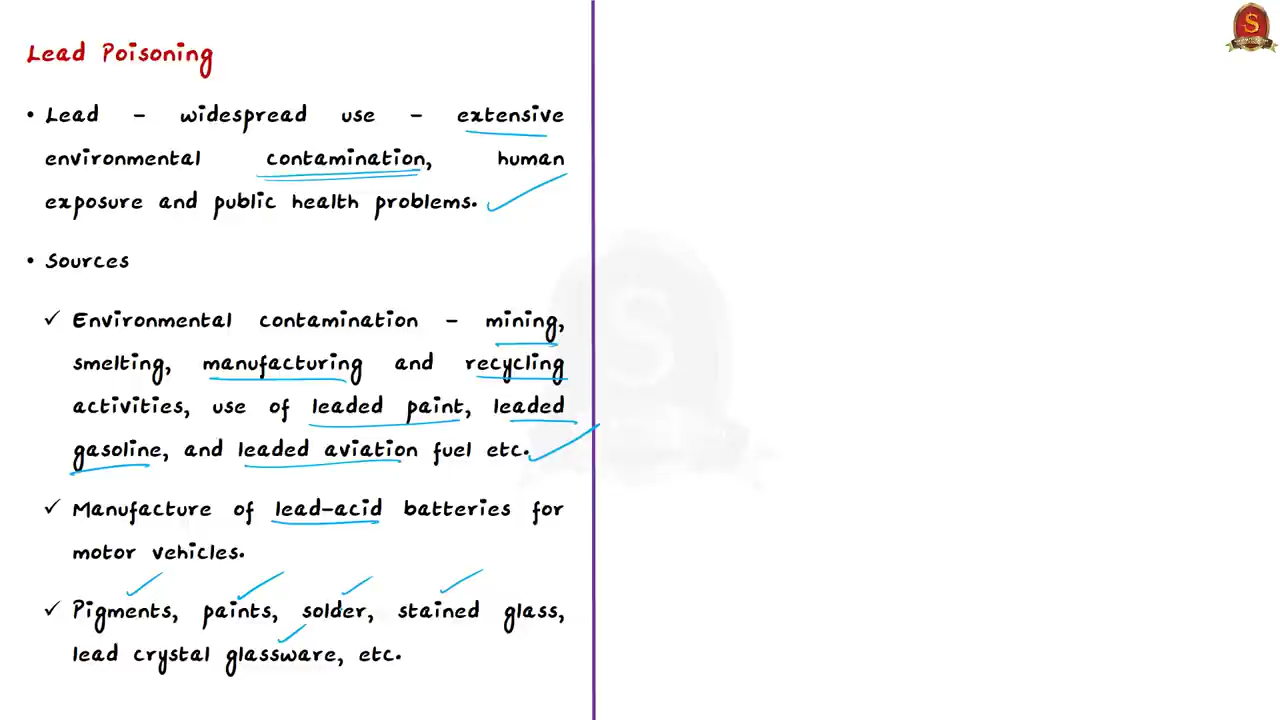 Lead Poisoning
• Lead – widespread use – extensive
environmental contamination, human
exposure and public health problems.
• Sources
✓ Environmental contamination – mining,
smelting, manufacturing and recycling
activities, use of leaded paint, leaded
gasoline, and leaded aviation fuel etc.
✓ Manufacture of lead-acid batteries for
motor vehicles.
✓ Pigments, paints, solder, stained glass,
lead crystal glassware, etc.
S
S